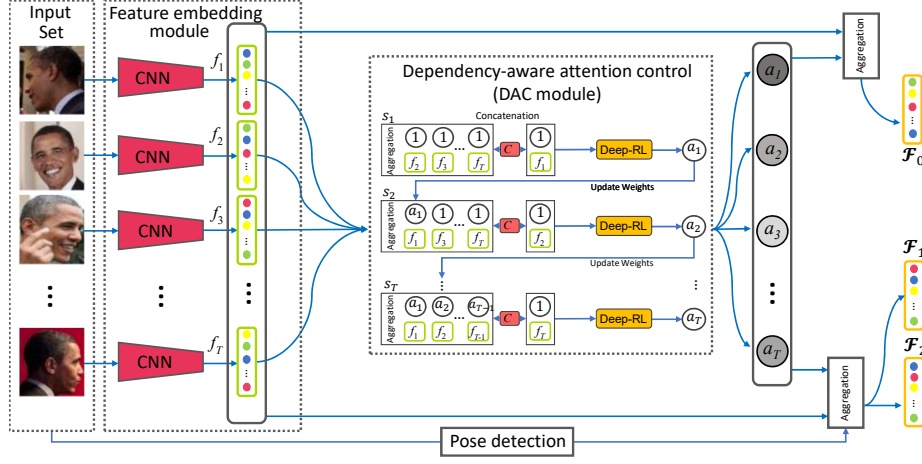 Input
Set
Feature embedding
module
CNN
f1
CNN
f2
CNN
f3
CNN
fT
Dependency-aware attention control
(DAC module)
s1
Concatenation
Aggregation
1 1 ... 1
f2 f3 ... fT
C
1
f1
Deep-RL
a1
Update Weights
s2
Aggregation
a1 1 ... 1
f1 f3 ... fT
C
1
f2
Deep-RL
a2
Update Weights
sT
Aggregation
a1 a2 ... aT-1
f1 f2 ... fT-1
C
1
fT
Deep-RL
aT
a1
a2
a3
aT
Aggregation
F0
F1
Aggregation
Pose detection